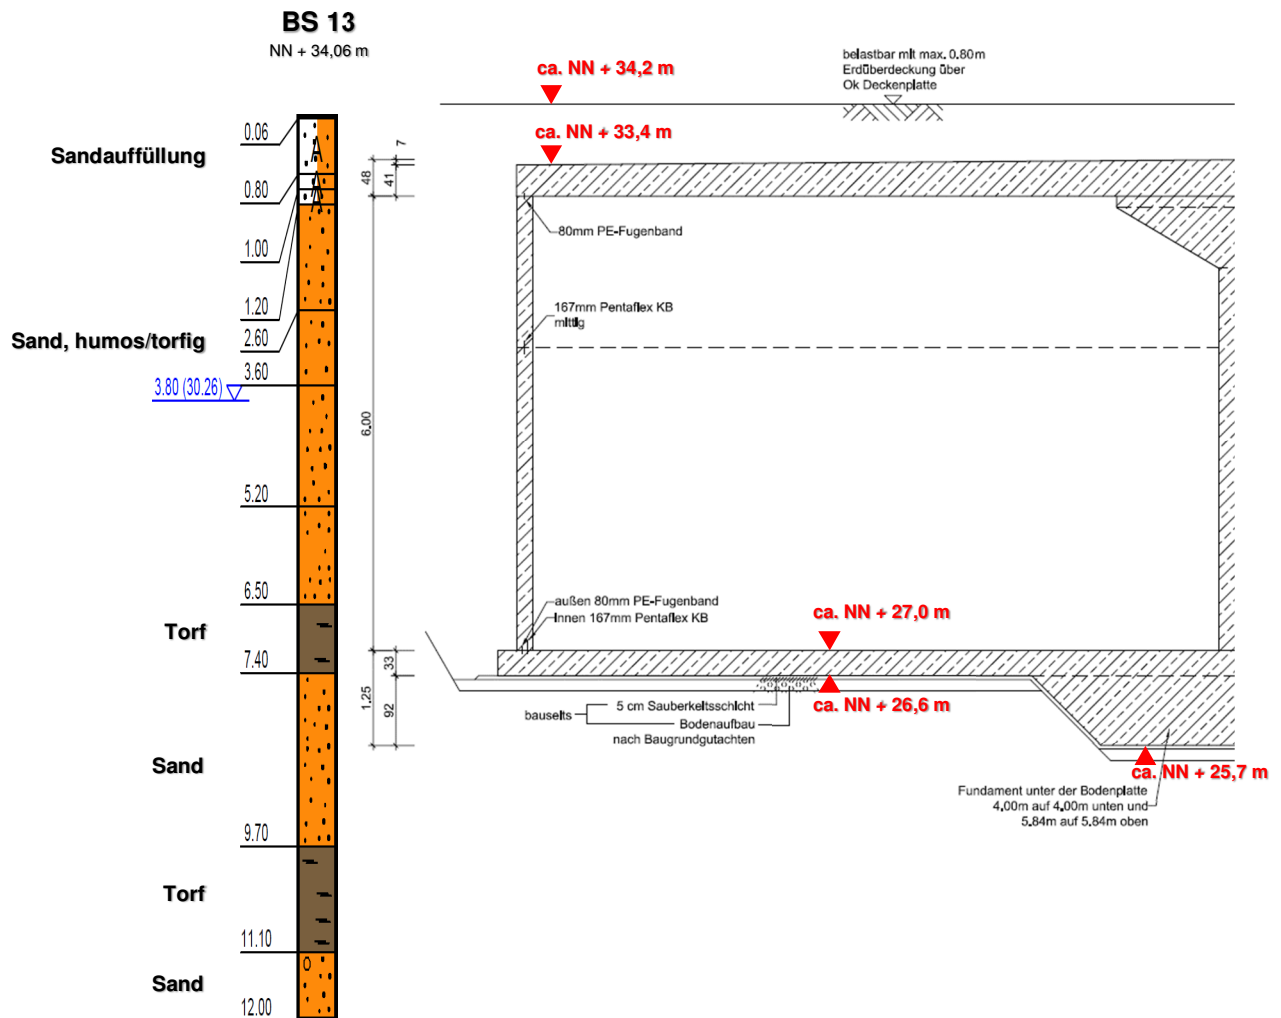 BS 13
NN + 34,06 m
0.06
Sandauffüllung
0.80
1.00
1.20
Sand, humos/torfig
2.60
3.60
3.80 (30.26)
5.20
6.50
Torf
7.40
Sand
9.70
Torf
11.10
Sand
12.00
7
48
41
6.00
33
1.25
92
ca. NN + 34,2 m
belastbar mit max. 0.80m
Erdüberdeckung über
Ok Deckenplatte
ca. NN + 33,4 m
80mm PE-Fugenband
167mm Pentaflex KB
mittig
außen 80mm PE-Fugenband
Innen 167mm Pentaflex KB
ca. NN + 27,0 m
ca. NN + 26,6 m
bauseits
5 cm Sauberkeitsschicht
Bodenaufbau
nach Baugrundgutachten
ca. NN + 25,7 m
Fundament unter der Bodenplatte
4,00m auf 4,00m unten und
5,84m auf 5,84m oben